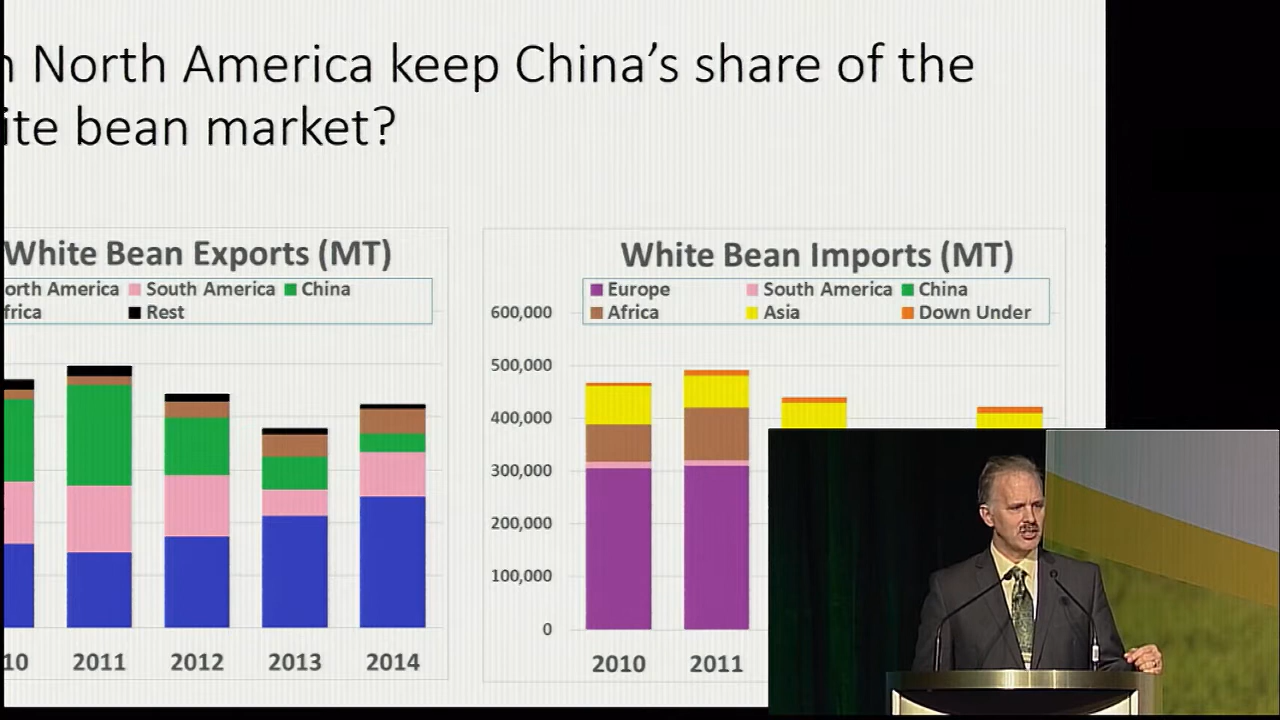 n North America keep China's share of the
ite bean market?
White Bean Exports (MT)
orth America South America China
frica Rest
10 2011 2012 2013 2014
White Bean Imports (MT)
Europe South America China
Africa Asia Down Under
600,000
500,000
400,000
300,000
200,000
100,000
0
2010 2011